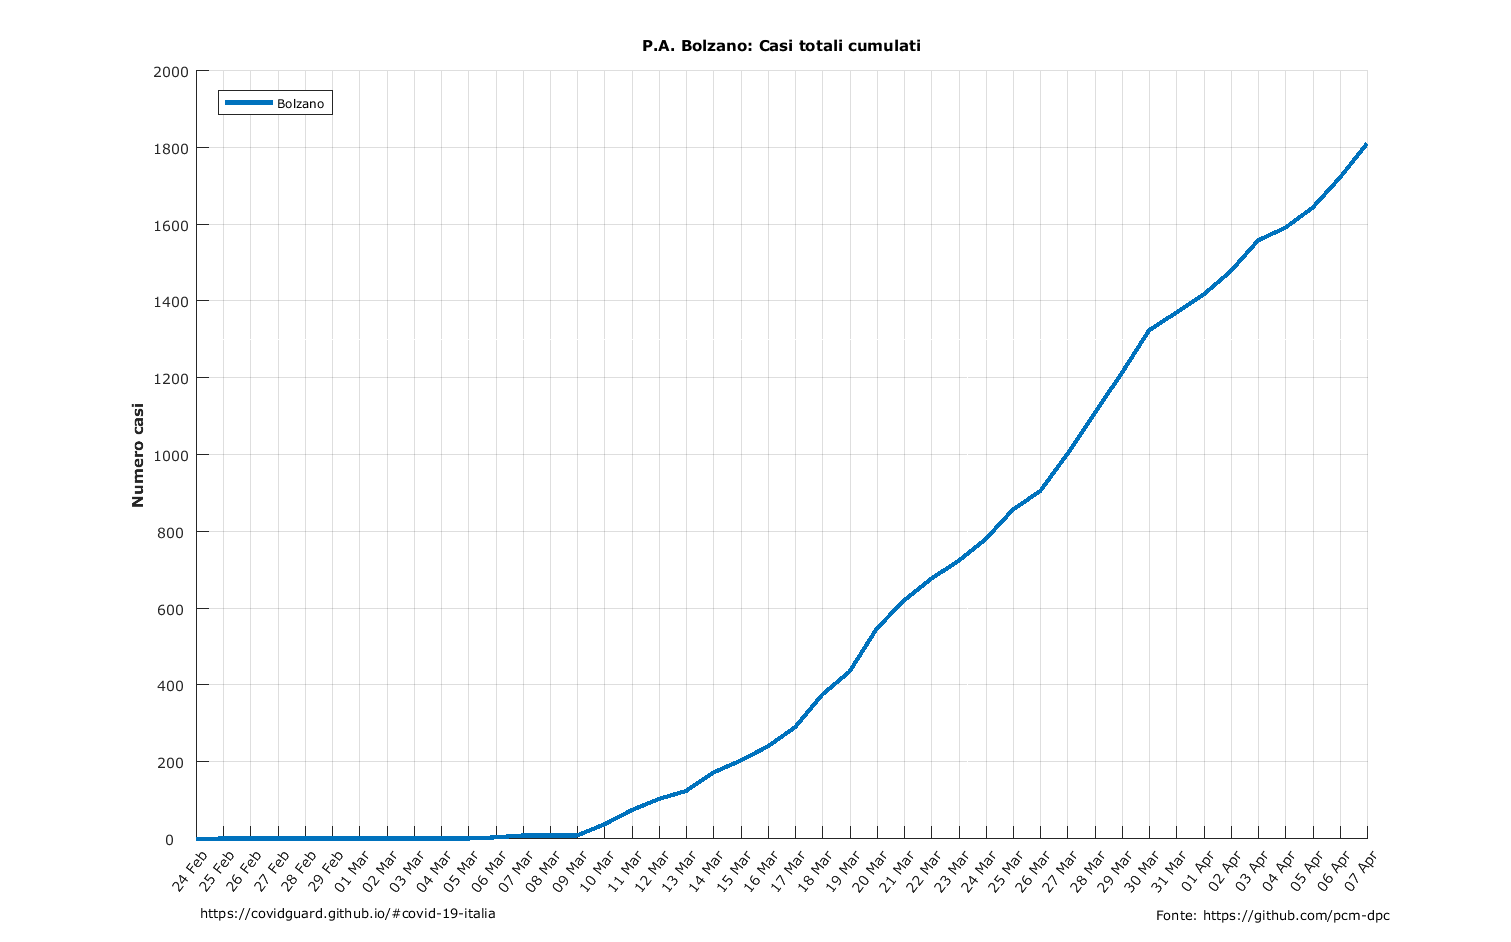 P.A. Bolzano: Casi totali cumulati
Bolzano
Numero casi
2000
1800
1600
1400
1200
1000
800
600
400
200
0
24 Feb
25 Feb
26 Feb
27 Feb
28 Feb
29 Feb
01 Mar
02 Mar
03 Mar
04 Mar
05 Mar
06 Mar
07 Mar
08 Mar
09 Mar
10 Mar
11 Mar
12 Mar
13 Mar
14 Mar
15 Mar
16 Mar
17 Mar
18 Mar
19 Mar
20 Mar
21 Mar
22 Mar
23 Mar
24 Mar
25 Mar
26 Mar
27 Mar
28 Mar
29 Mar
30 Mar
31 Mar
01 Apr
02 Apr
03 Apr
04 Apr
05 Apr
06 Apr
07 Apr
https://covidguard.github.io/#covid-19-italia
Fonte: https://github.com/pcm-dpc